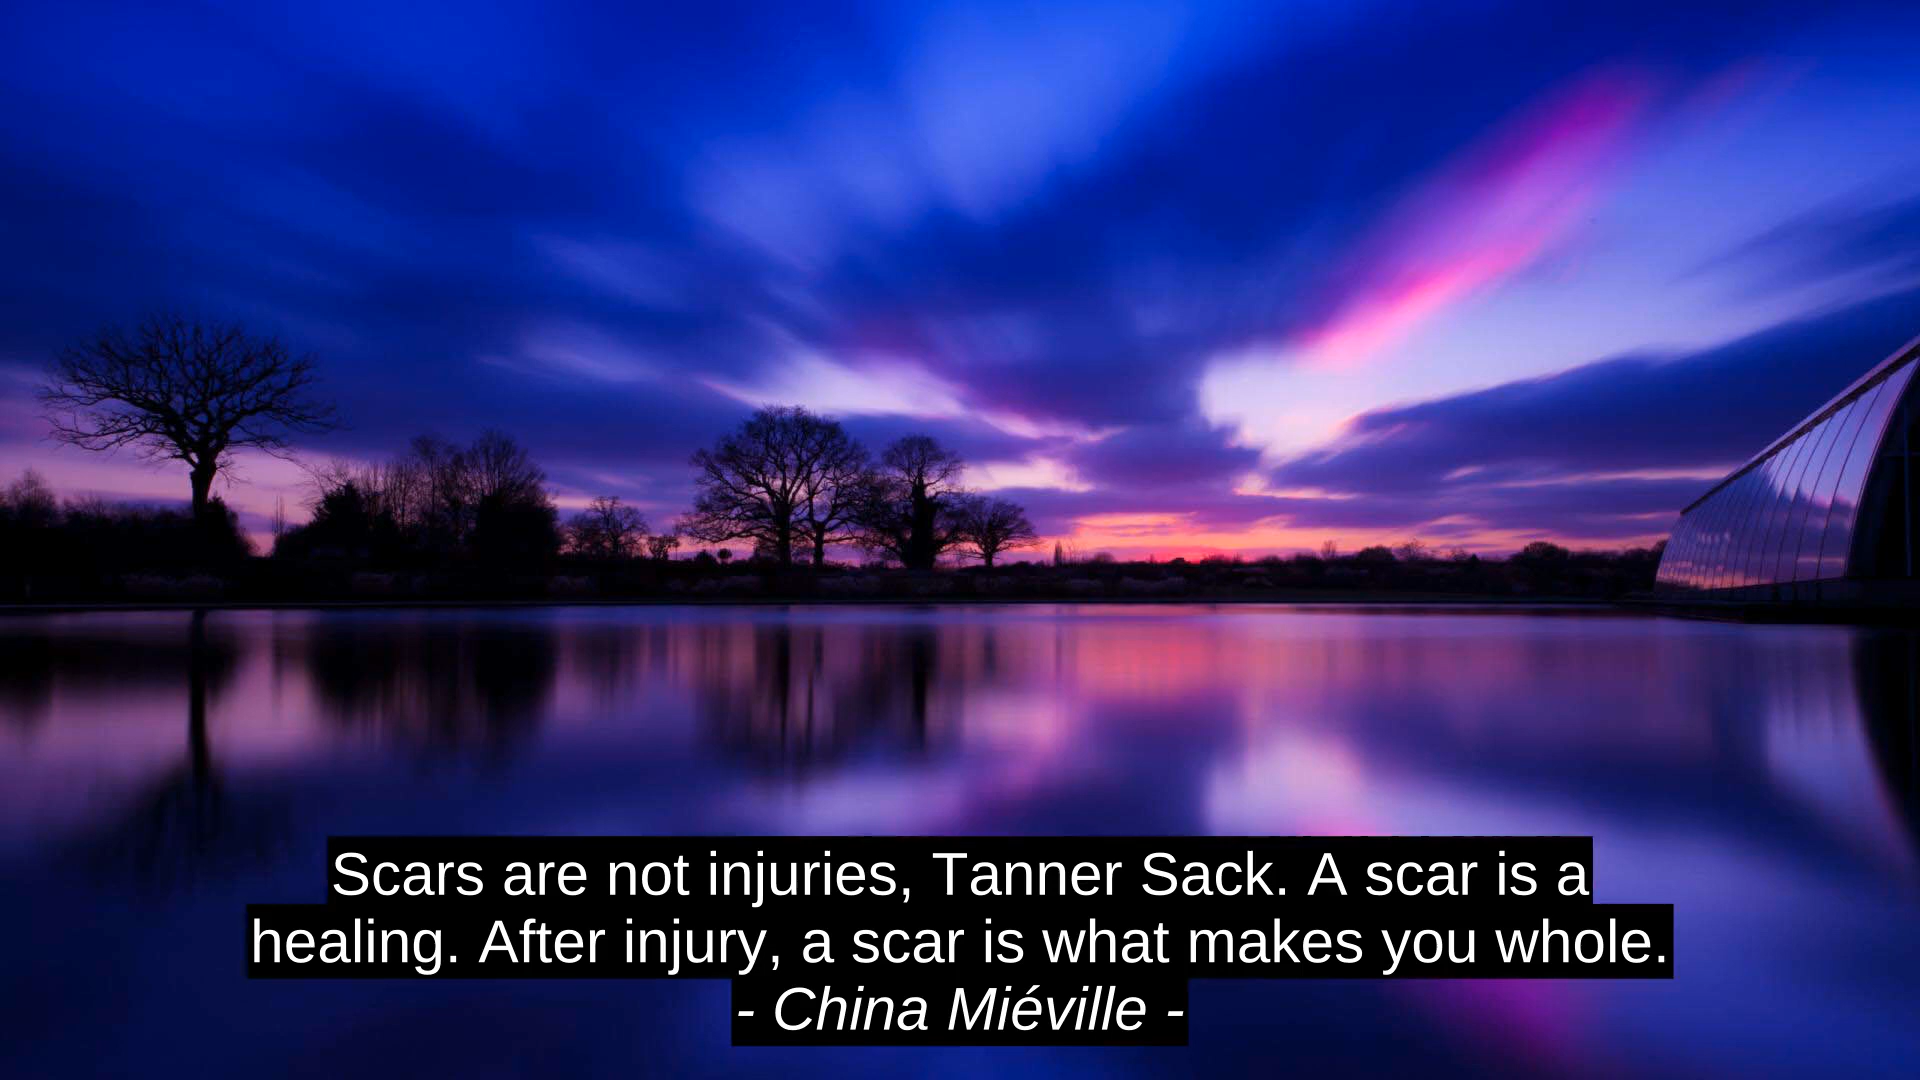 Scars are not injuries, Tanner Sack. A scar is a
healing. After injury, a scar is what makes you whole.
- China Miéville -